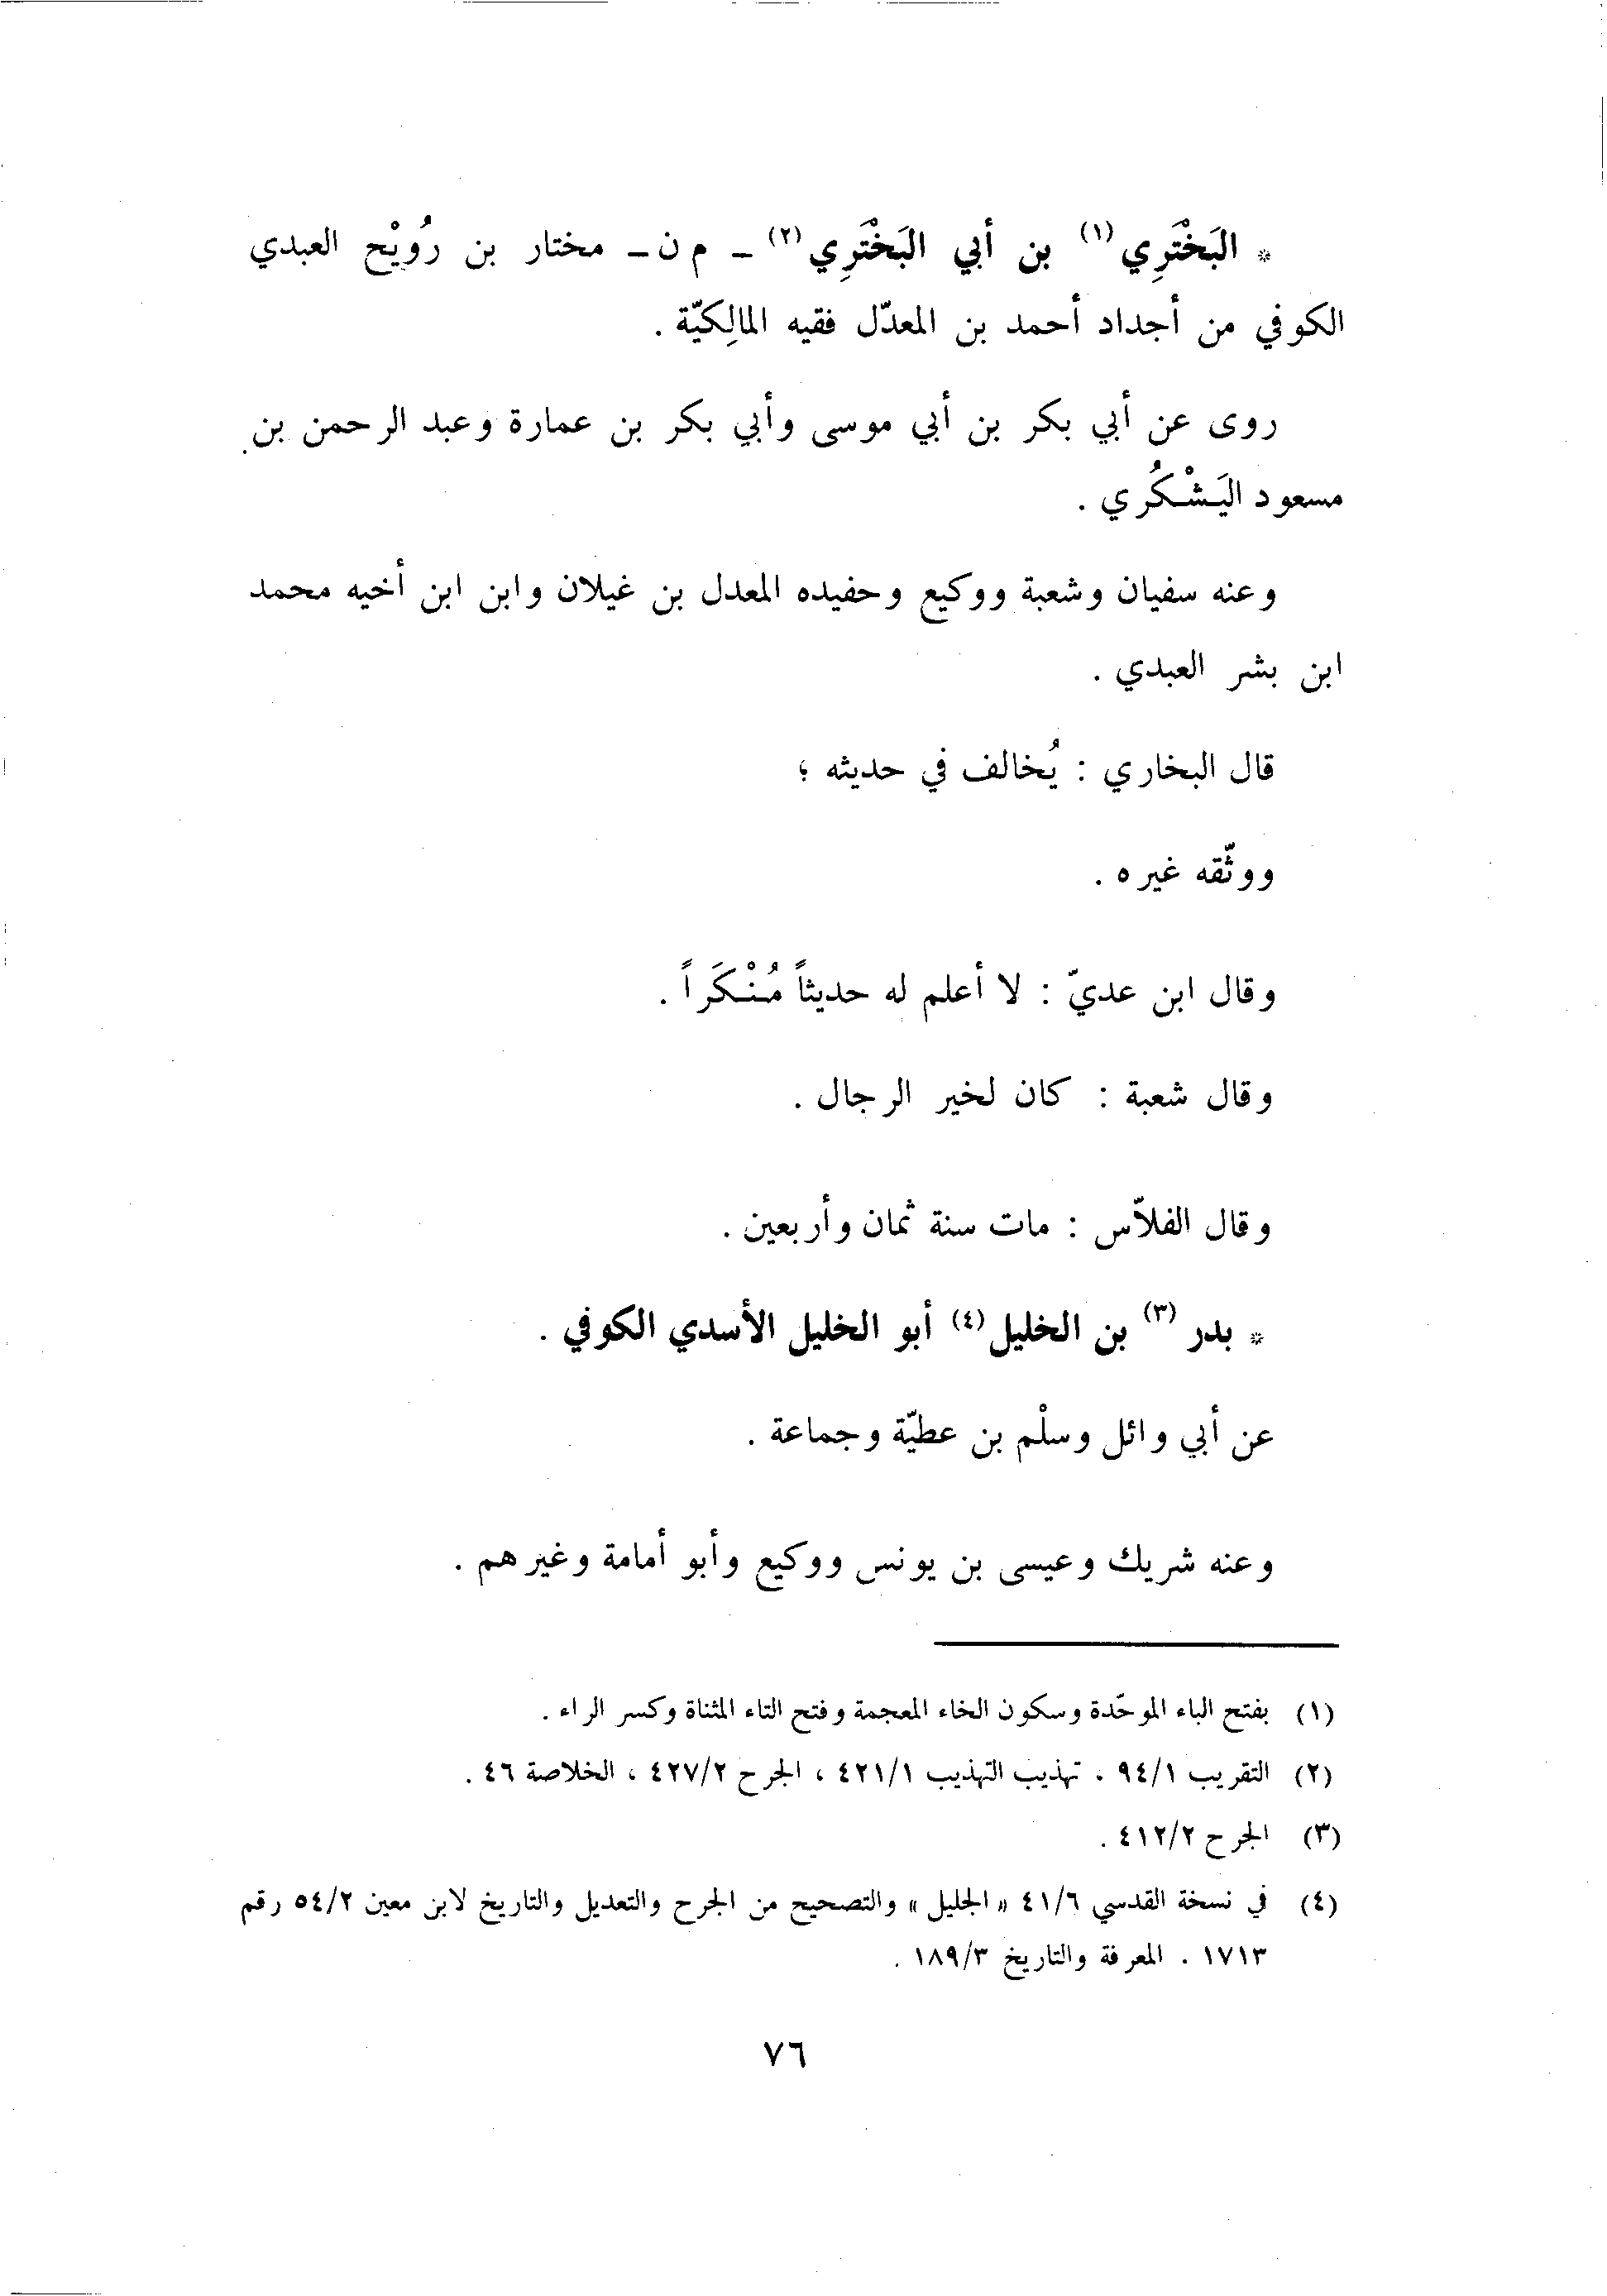 * البَخْتَرِي(١) بن أبي البَخْتَرِي(٢) - م ن - مختار بن رُوَيْح العبدي
الكوفي من أجداد أحمد بن المعدّل فقيه المالِكيّة .
روى عن أبي بكر بن أبي موسى وأبي بكر بن عمارة وعبد الرحمن بن
مسعود اليَشْكُري .
وعنه سفيان وشعبة ووكيع وحفيده المعدل بن غيلان وابن ابن أخيه محمد
ابن بشر العبدي .
قال البخاري : يُخالف في حديثه ؛
ووثّقه غيره .
وقال ابن عديّ : لا أعلم له حديثاً مُنْكَراً .
وقال شعبة : كان لخير الرجال .
وقال الفلاّس : مات سنة ثمان وأربعين .
* بدر(٣) بن الخليل(٤) أبو الخليل الأسدي الكوفي .
عن أبي وائل وسلْم بن عطيّة وجماعة .
وعنه شريك وعيسى بن يونس ووكيع وأبو أمامة وغيرهم .
(١) بفتح الباء الموحّدة وسكون الخاء المعجمة وفتح التاء المثناة وكسر الراء .
(٢) التقريب ٩٤/١ ، تهذيب التهذيب ٤٢١/١ ، الجرح ٤٢٧/٢ ، الخلاصة ٤٦ .
(٣) الجرح ٤١٢/٢ .
(٤) في نسخة القدسي ٤١/٦ «الجليل» والتصحيح من الجرح والتعديل والتاريخ لابن معين ٥٤/٢ رقم
١٧١٣ . المعرفة والتاريخ ١٨٩/٣ .
٧٦